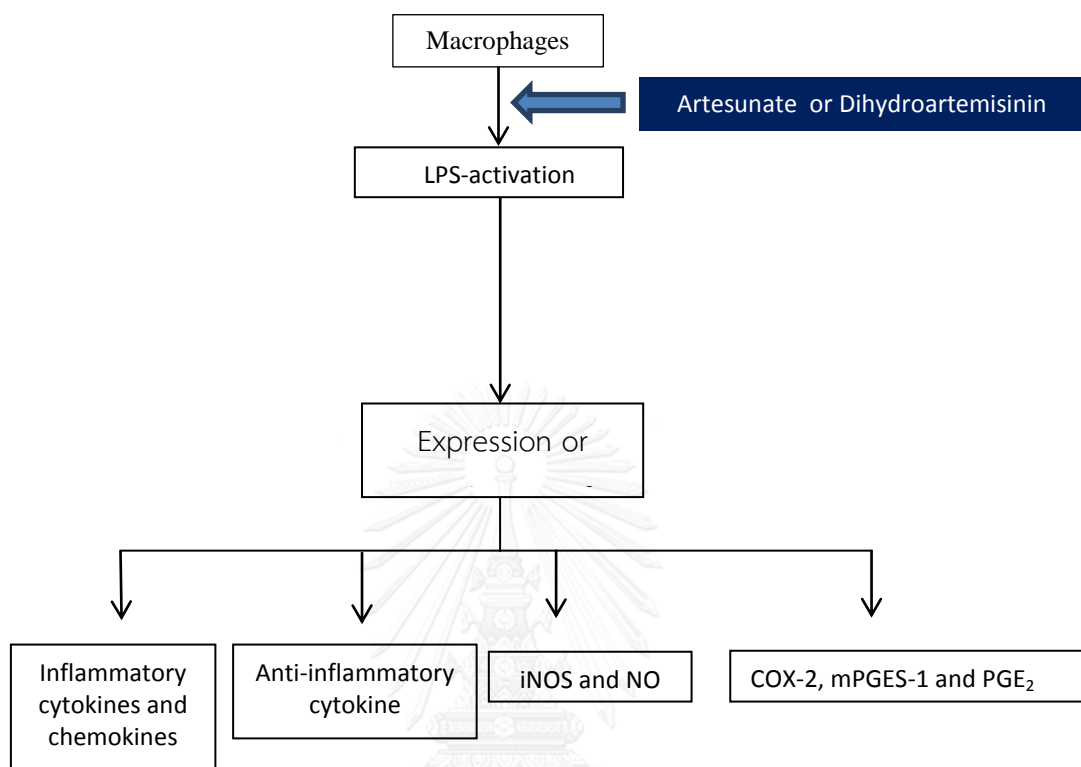 Macrophages
Artesunate or Dihydroartemisinin
LPS-activation
Expression or
Inflammatory
cytokines and
chemokines
Anti-inflammatory
cytokine
iNOS and NO
COX-2, mPGES-1 and PGE₂